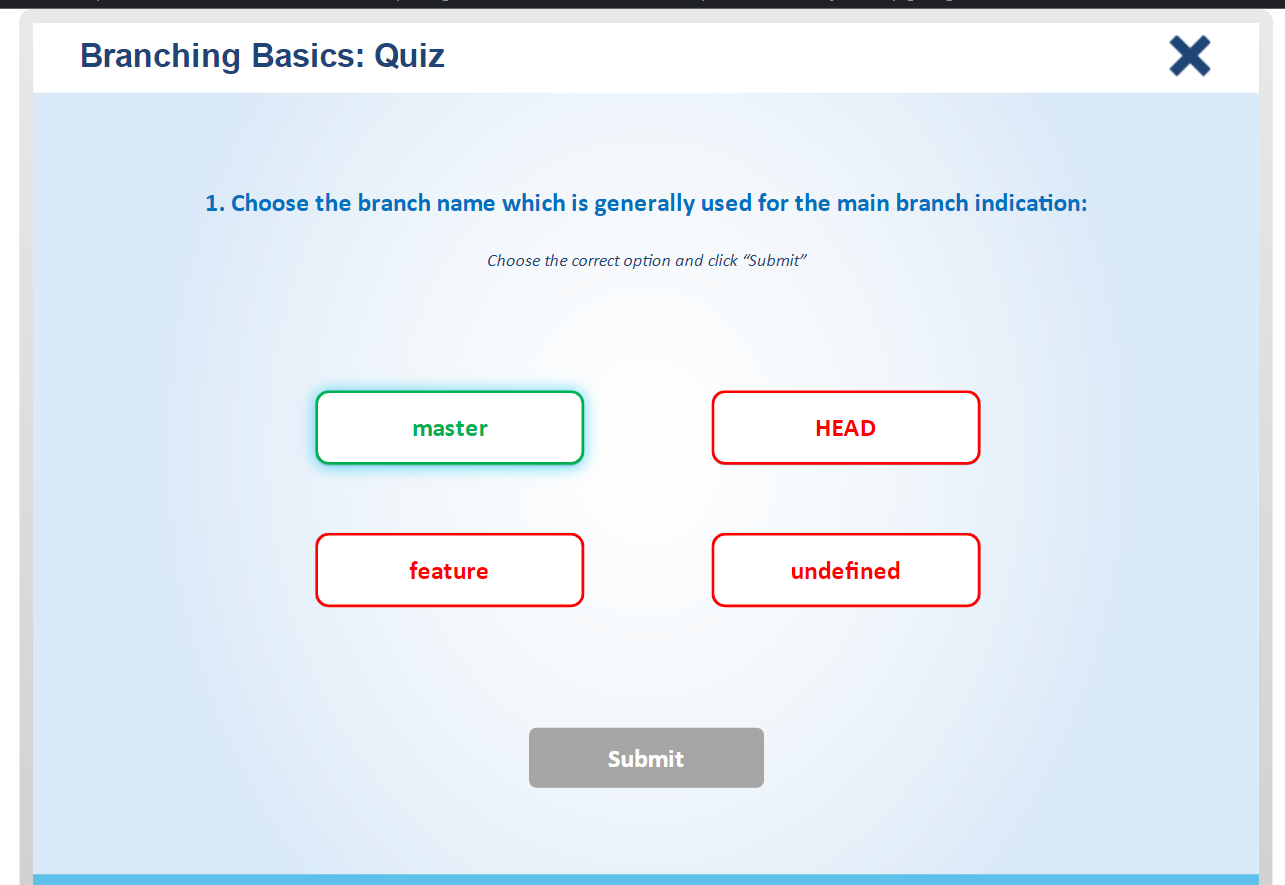 Branching Basics: Quiz
1. Choose the branch name which is generally used for the main branch indication:
Choose the correct option and click “Submit”
master
HEAD
feature
undefined
Submit